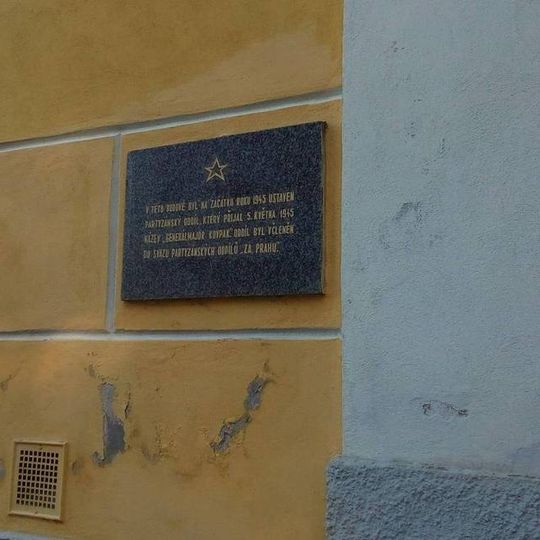 V TÉTO BUDOVĚ BYL NA ZAČÁTKU ROKU 1945 USTAVEN
PARTYZÁNSKÝ ODDÍL, KTERÝ PŘIJAL 5. KVĚTNA 1945
NÁZEV „GENERÁLMAJOR KOVPAK“. ODDÍL BYL VČLENĚN
DO SVAZU PARTYZÁNSKÝCH ODDÍLŮ „ZA PRAHU“.